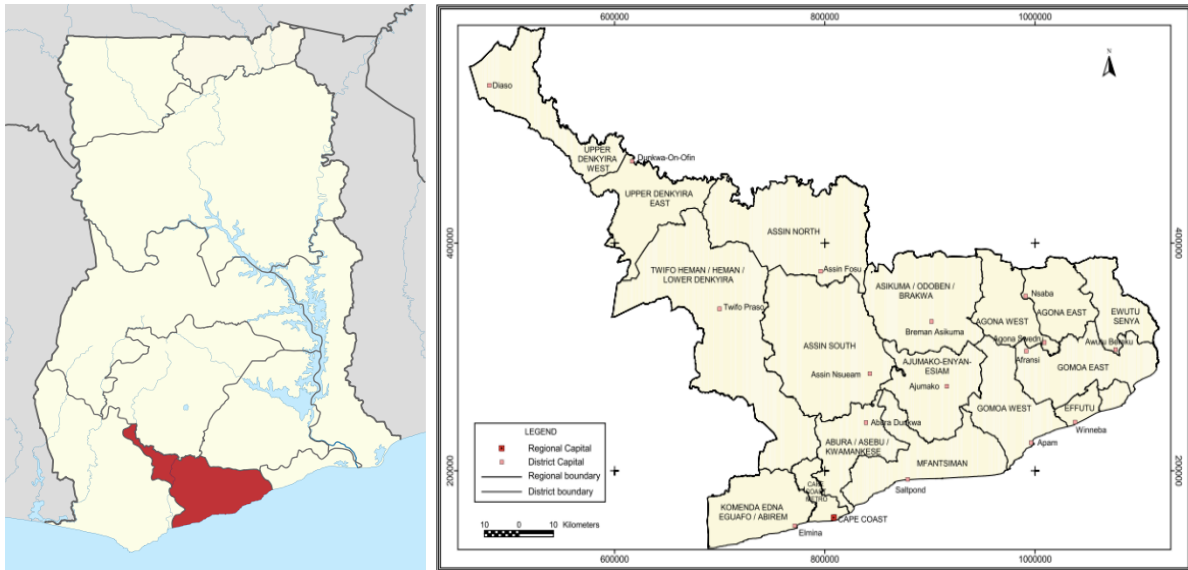 600000
800000
1000000
N
Diaso
UPPER
DENKYIRA
WEST
Dunkwa-On-Ofin
UPPER DENKYIRA
EAST
ASSIN NORTH
400000
400000
TWIFO HEMAN / HEMAN /
LOWER DENKYIRA
Assin Fosu
ASIKUMA / ODOBEN /
BRAKWA
Nsaba
AGONA EAST
EWUTU
SENYA
Twifo Praso
Breman Asikuma
AGONA WEST
ASSIN SOUTH
Agona Swedru
Awutu Bereku
Afransi
AJUMAKO-ENYAN-
ESIAM
GOMOA EAST
Assin Nsueam
Ajumako
GOMOA WEST
EFFUTU
Abura Dunkwa
Winneba
ABURA / ASEBU /
KWAMANKESE
Apam
MFANTSIMAN
200000
200000
Saltpond
CAPE
COAST
METRO
KOMENDA EDNA
EGUAFO / ABIREM
CAPE COAST
Elmina
LEGEND
Regional Capital
District Capital
Regional boundary
District boundary
10 0 10 Kilometers
600000
800000
1000000